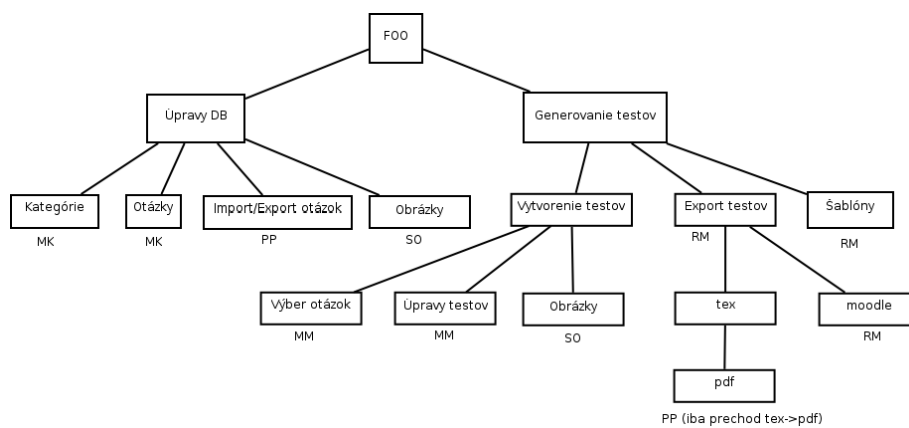 FOO
Úpravy DB
Generovanie testov
Kategórie
Otázky
Import/Export otázok
Obrázky
Vytvorenie testov
Export testov
Šablóny
MK
MK
PP
SO
RM
RM
Výber otázok
Úpravy testov
Obrázky
tex
moodle
MM
MM
SO
RM
pdf
PP (iba prechod tex->pdf)